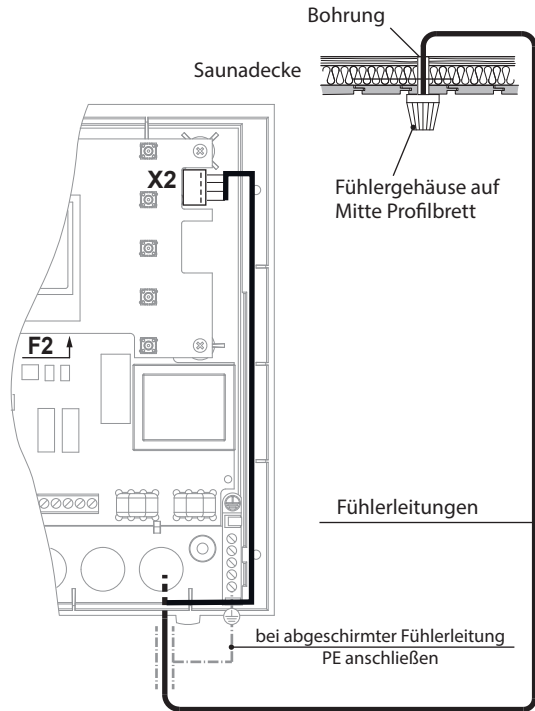 Bohrung
Saunadecke
Fühlergehäuse auf
Mitte Profilbrett
X2
F2
Fühlerleitungen
bei abgeschirmter Fühlerleitung
PE anschließen